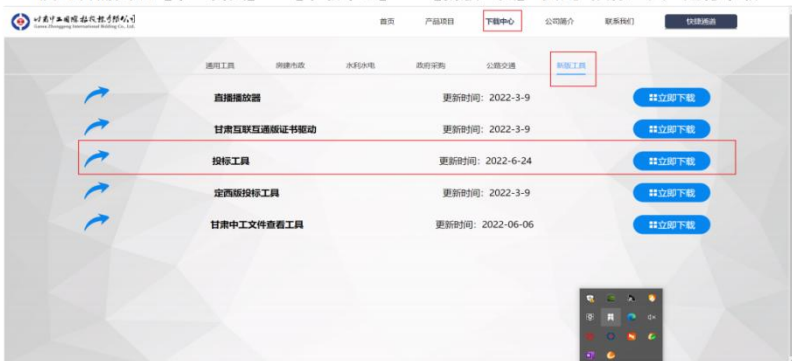 首页 产品项目 下载中心 公司简介 联系我们 快捷通道
通用工具 房建市政 水利水电 政府采购 公路交通 新版工具
直播播放器 更新时间：2022-3-9 立即下载
甘肃互联互通版证书驱动 更新时间：2022-3-9 立即下载
投标工具 更新时间：2022-6-24 立即下载
定西版投标工具 更新时间：2022-3-9 立即下载
甘肃中工文件查看工具 更新时间：2022-06-06 立即下载